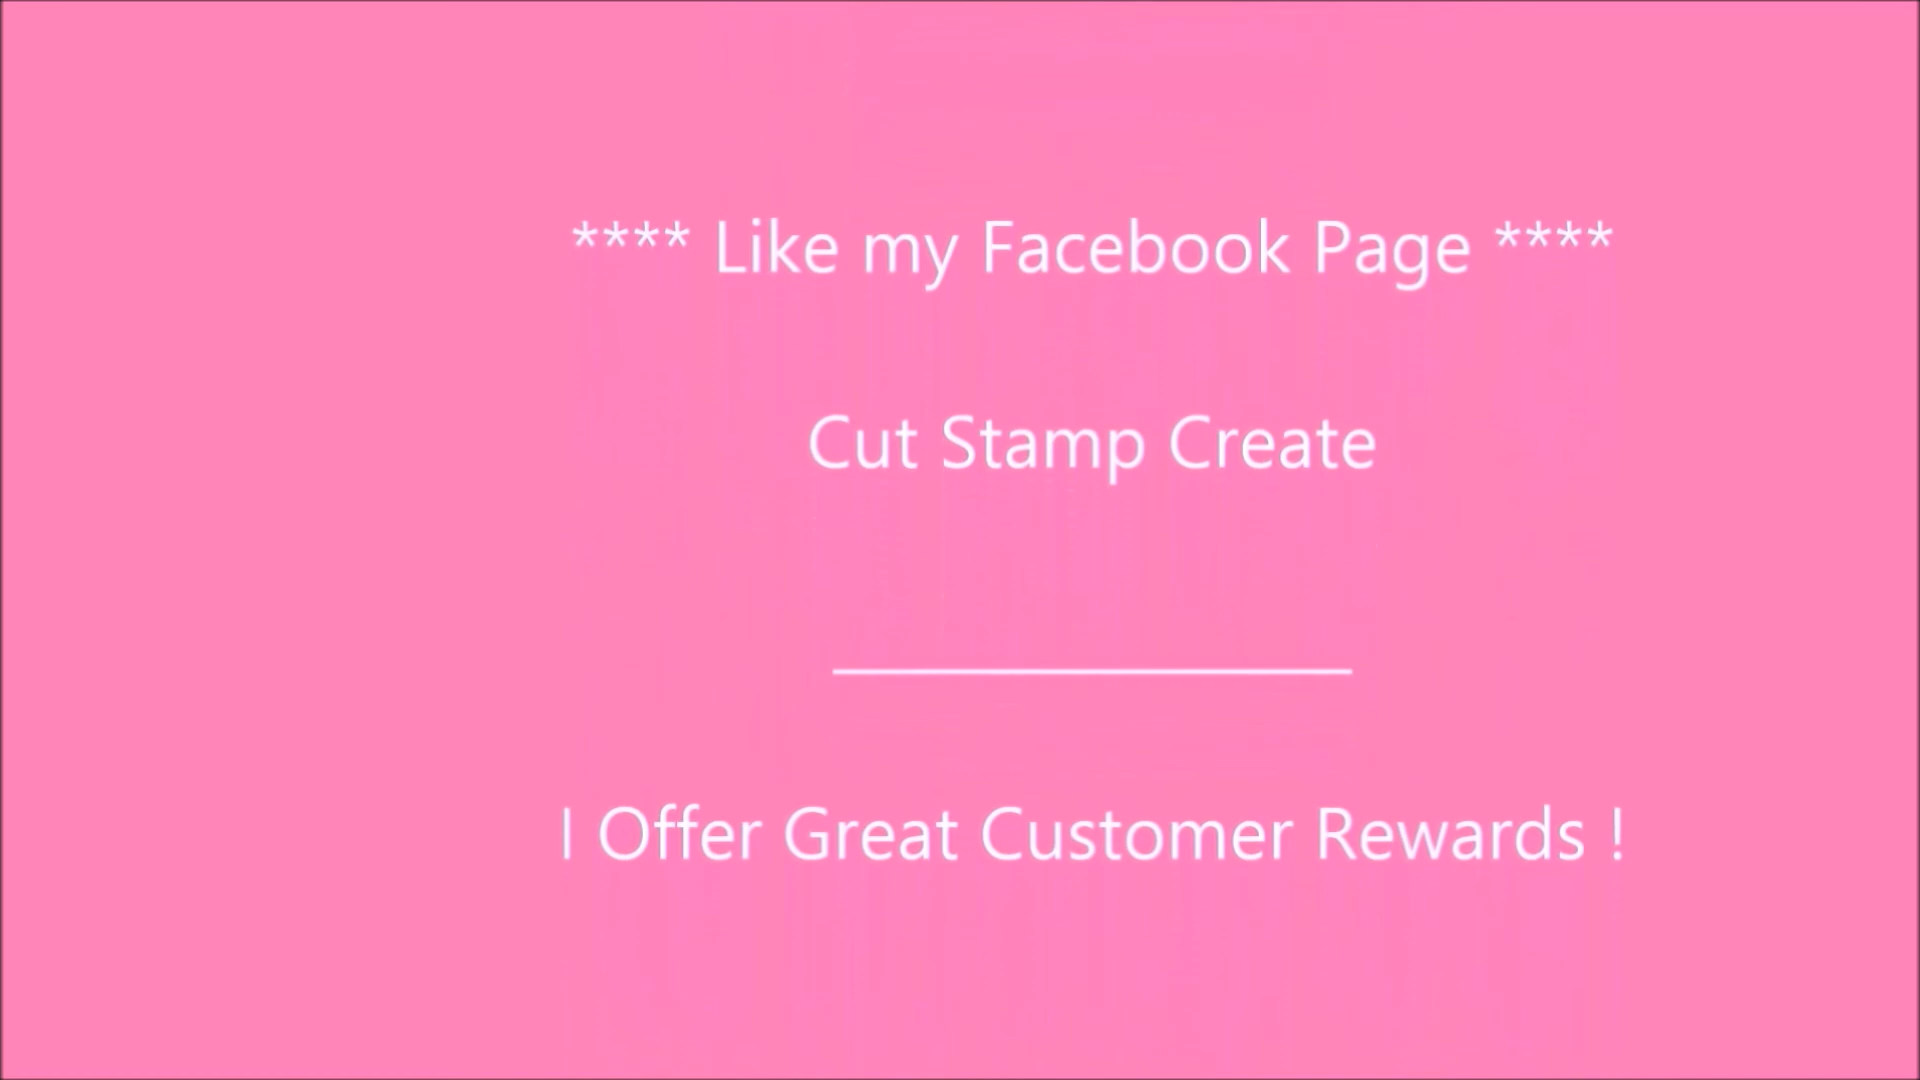 **** Like my Facebook Page ****
Cut Stamp Create
I Offer Great Customer Rewards !